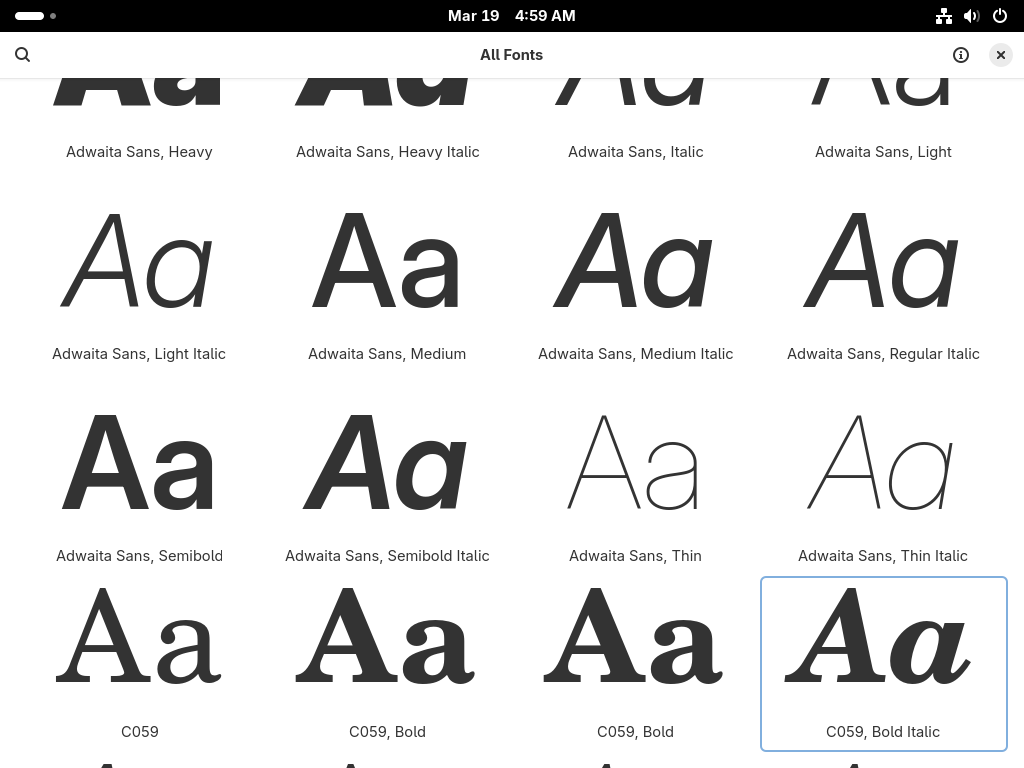 Mar 19 4:59 AM
All Fonts
Aa Aa Aa Aa
Adwaita Sans, Heavy Adwaita Sans, Heavy Italic Adwaita Sans, Italic Adwaita Sans, Light
Aa Aa Aa Aa
Adwaita Sans, Light Italic Adwaita Sans, Medium Adwaita Sans, Medium Italic Adwaita Sans, Regular Italic
Aa Aa Aa Aa
Adwaita Sans, Semibold Adwaita Sans, Semibold Italic Adwaita Sans, Thin Adwaita Sans, Thin Italic
Aa Aa Aa Aa
C059 C059, Bold C059, Bold C059, Bold Italic